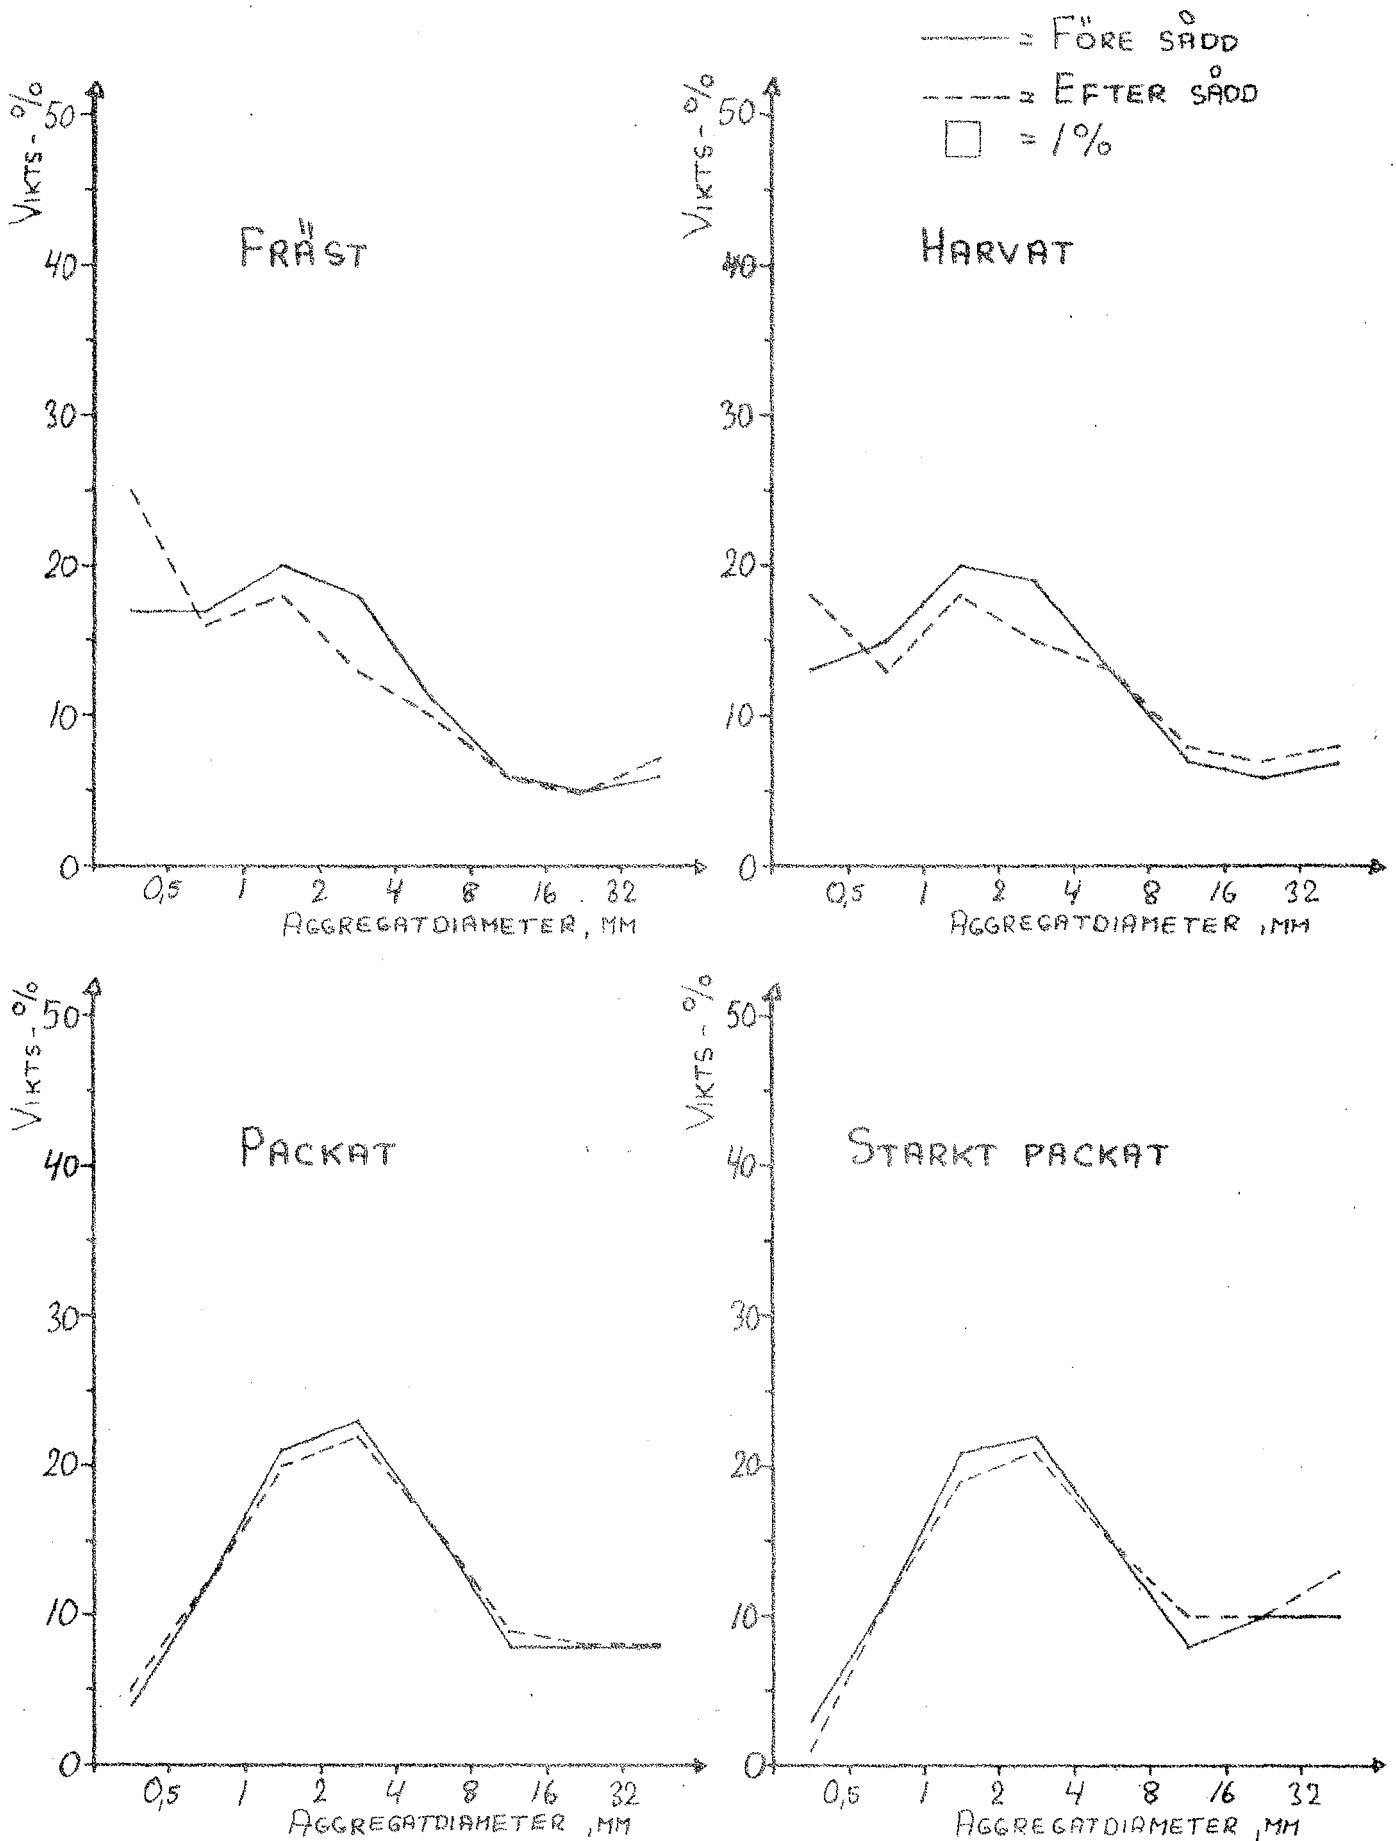 — = FÖRE SÅDD
---- = EFTER SÅDD
□ = 1%
VIKTS-%
50
40
30
20
10
0
FRÄST
0,5 1 2 4 8 16 32
AGGREGATDIAMETER, MM
VIKTS-%
50
40
30
20
10
0
HARVAT
0,5 1 2 4 8 16 32
AGGREGATDIAMETER, MM
VIKTS-%
50
40
30
20
10
0
PACKAT
0,5 1 2 4 8 16 32
AGGREGATDIAMETER, MM
VIKTS-%
50
40
30
20
10
0
STARKT PACKAT
0,5 1 2 4 8 16 32
AGGREGATDIAMETER, MM